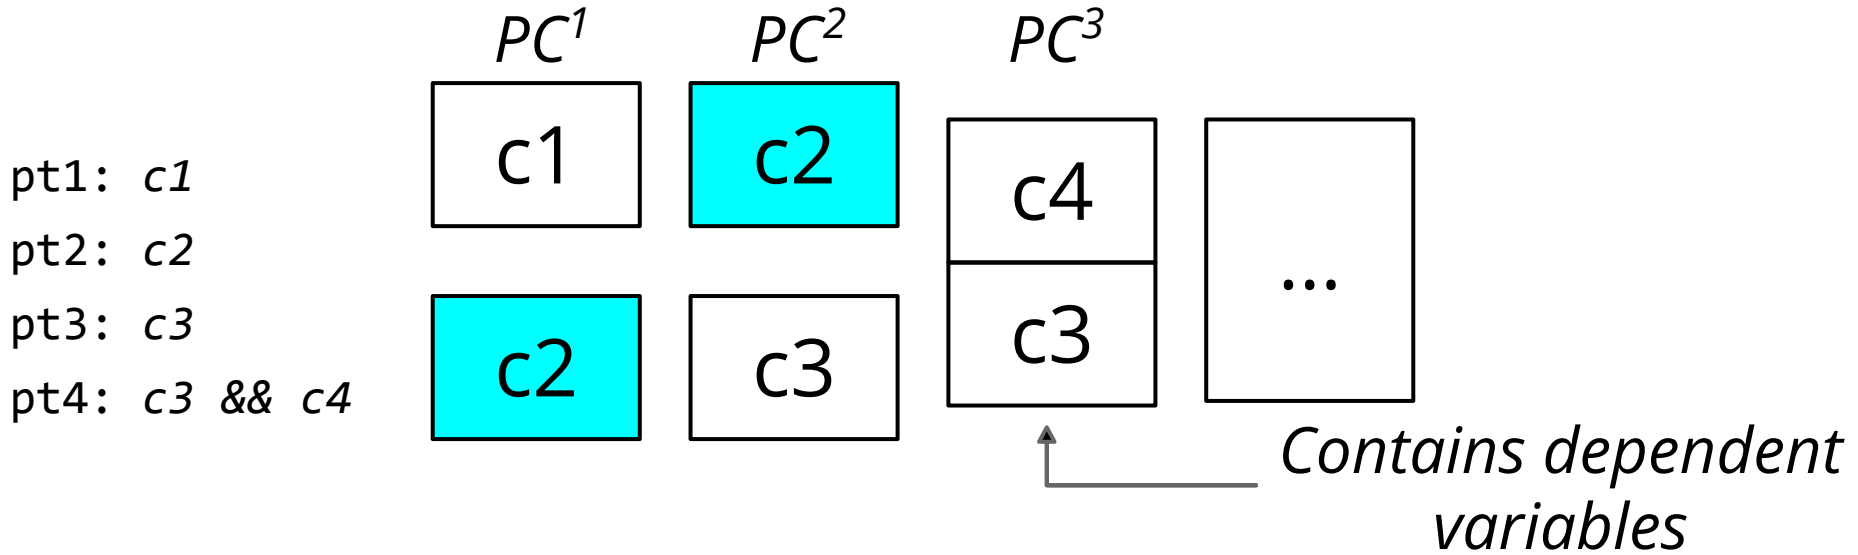 PC¹ PC² PC³
pt1: c1
pt2: c2
pt3: c3
pt4: c3 && c4
c1
c2
c2
c3
c4
c3
...
Contains dependent
variables